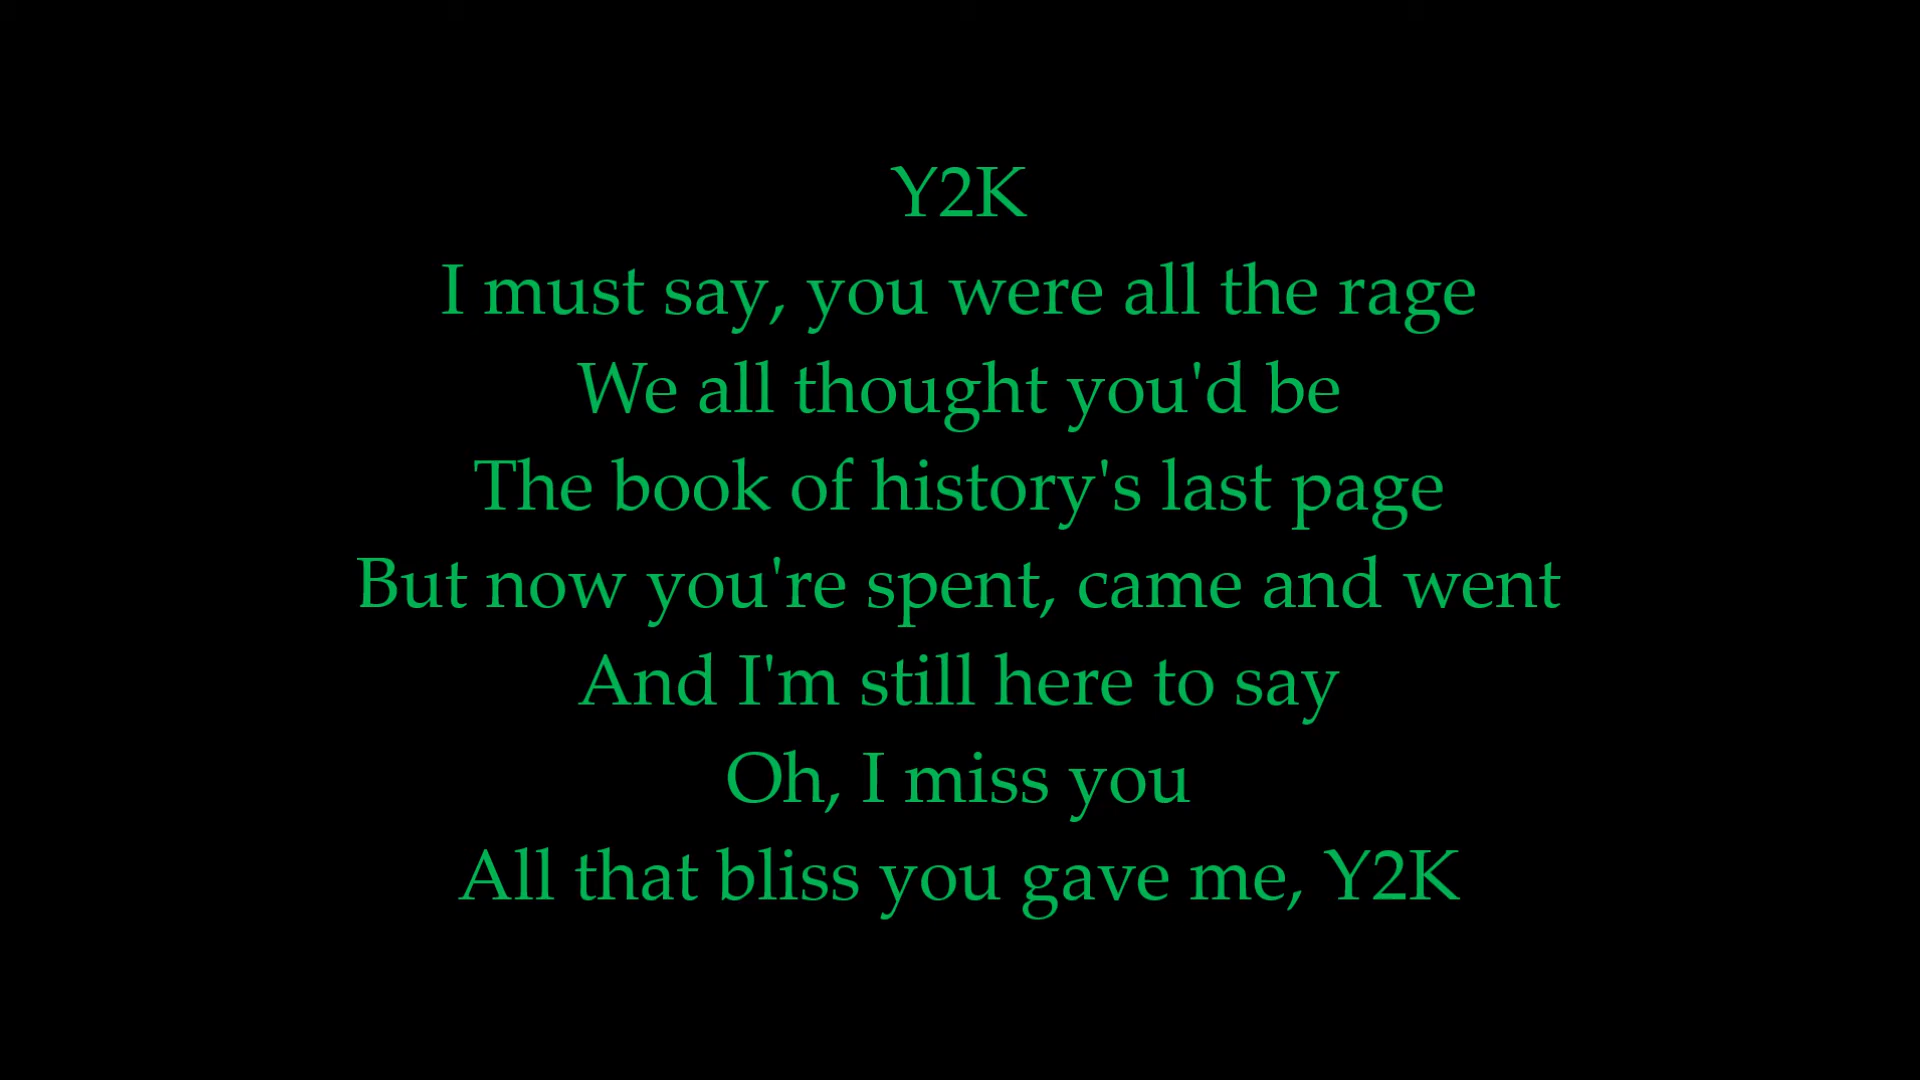 Y2K
I must say, you were all the rage
We all thought you'd be
The book of history's last page
But now you're spent, came and went
And I'm still here to say
Oh, I miss you
All that bliss you gave me, Y2K